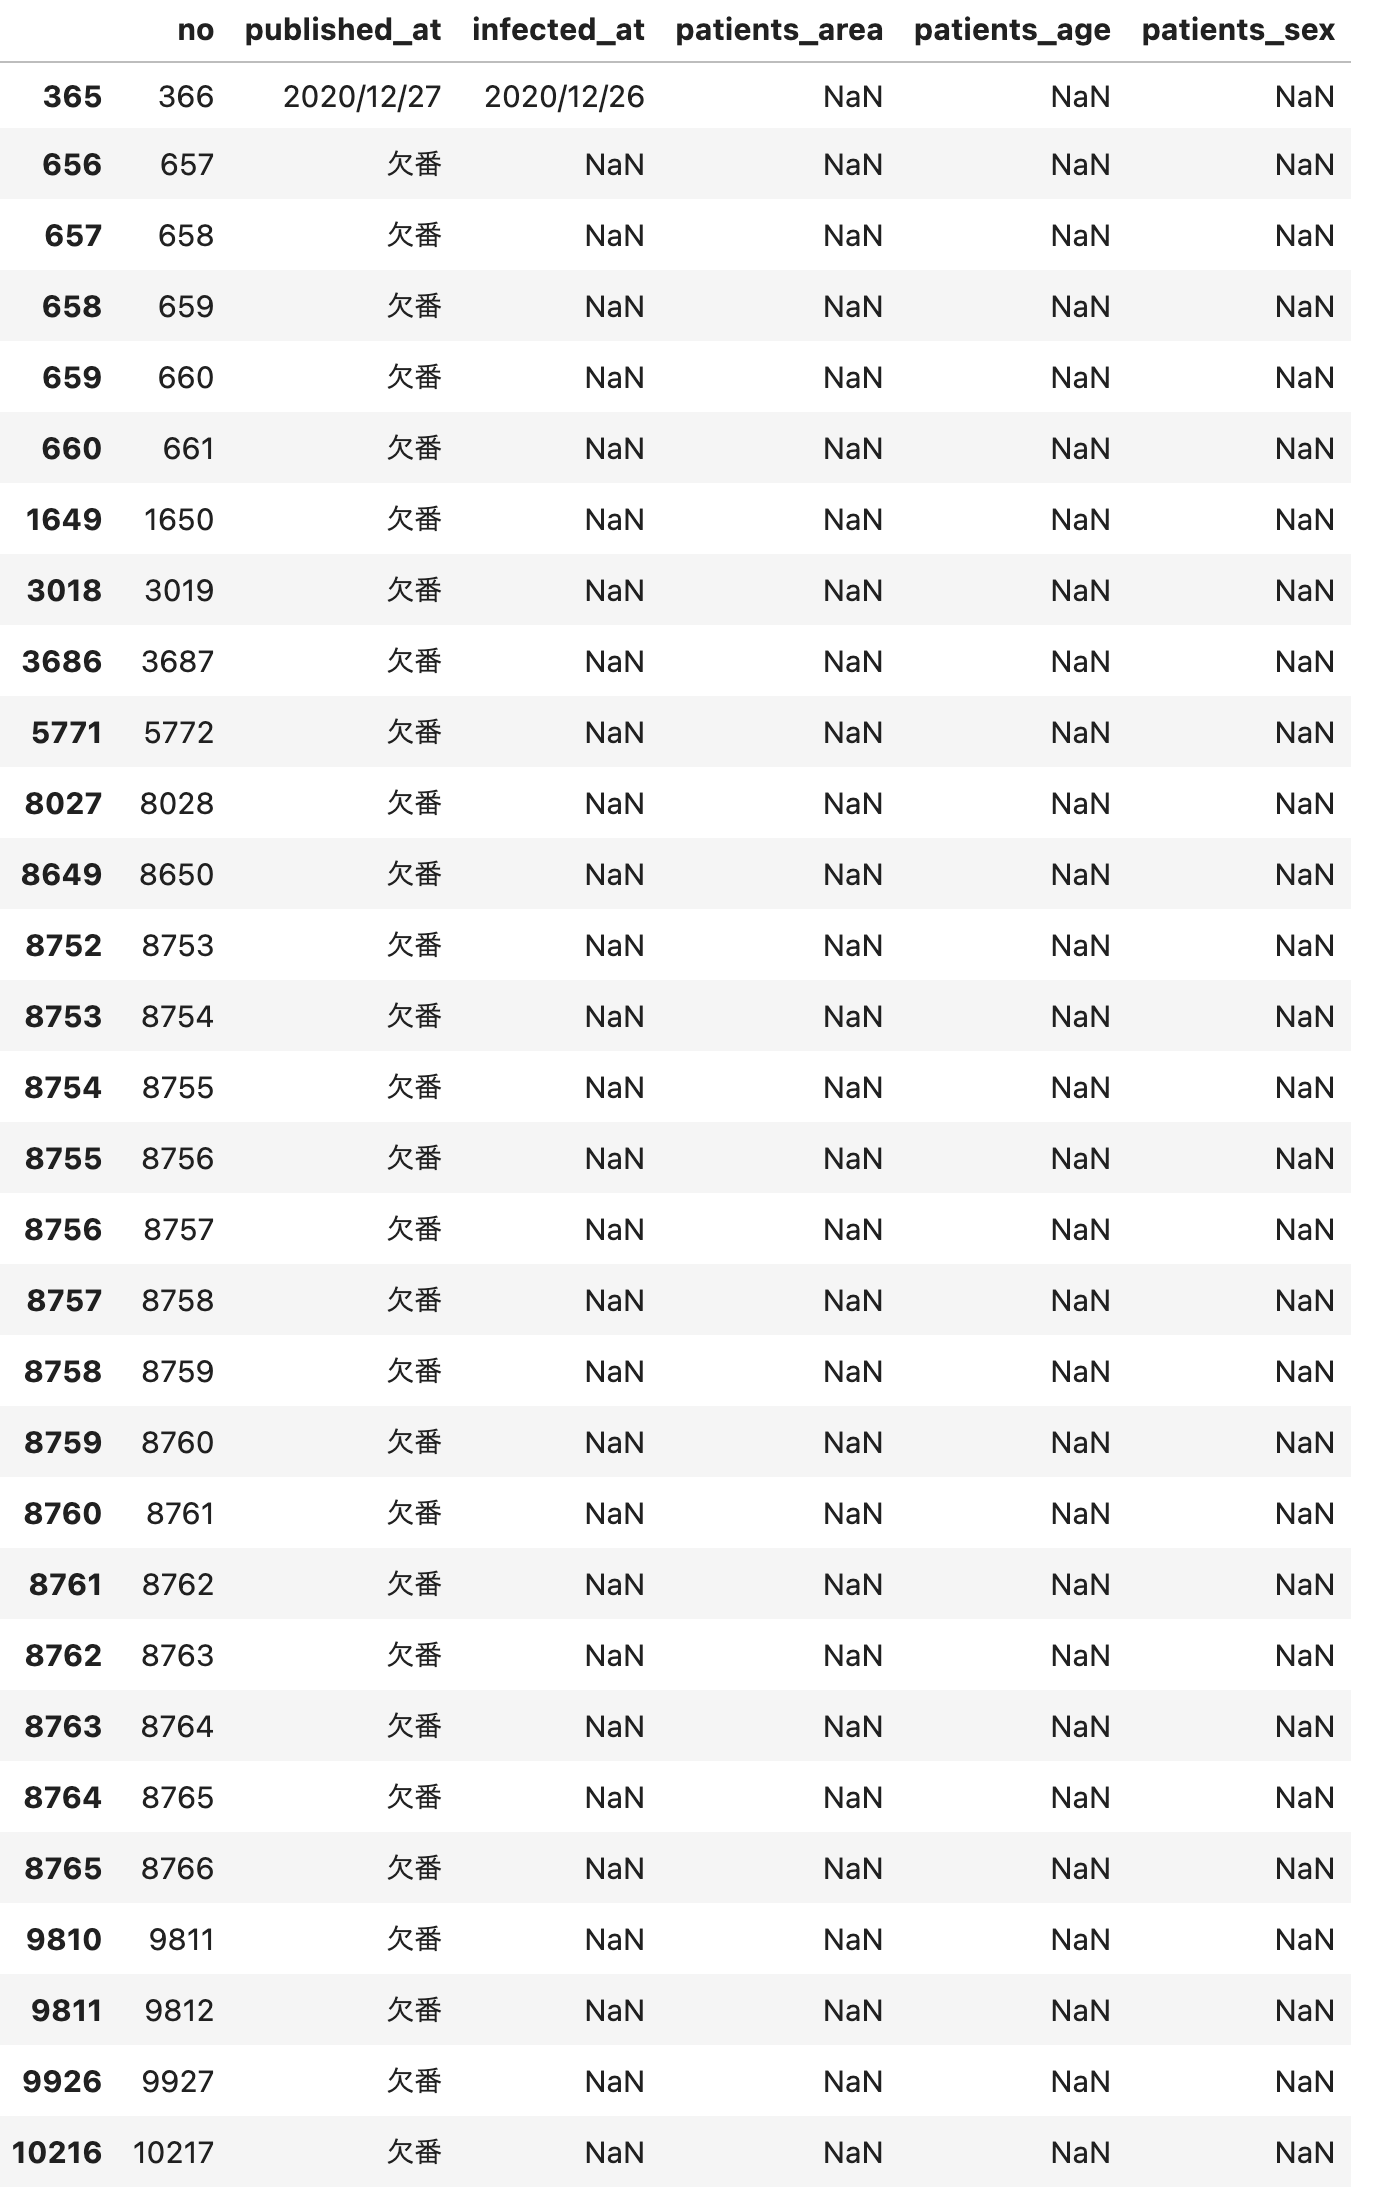 no published_at infected_at patients_area patients_age patients_sex
365 366 2020/12/27 2020/12/26 NaN NaN NaN
656 657 欠番 NaN NaN NaN NaN
657 658 欠番 NaN NaN NaN NaN
658 659 欠番 NaN NaN NaN NaN
659 660 欠番 NaN NaN NaN NaN
660 661 欠番 NaN NaN NaN NaN
1649 1650 欠番 NaN NaN NaN NaN
3018 3019 欠番 NaN NaN NaN NaN
3686 3687 欠番 NaN NaN NaN NaN
5771 5772 欠番 NaN NaN NaN NaN
8027 8028 欠番 NaN NaN NaN NaN
8649 8650 欠番 NaN NaN NaN NaN
8752 8753 欠番 NaN NaN NaN NaN
8753 8754 欠番 NaN NaN NaN NaN
8754 8755 欠番 NaN NaN NaN NaN
8755 8756 欠番 NaN NaN NaN NaN
8756 8757 欠番 NaN NaN NaN NaN
8757 8758 欠番 NaN NaN NaN NaN
8758 8759 欠番 NaN NaN NaN NaN
8759 8760 欠番 NaN NaN NaN NaN
8760 8761 欠番 NaN NaN NaN NaN
8761 8762 欠番 NaN NaN NaN NaN
8762 8763 欠番 NaN NaN NaN NaN
8763 8764 欠番 NaN NaN NaN NaN
8764 8765 欠番 NaN NaN NaN NaN
8765 8766 欠番 NaN NaN NaN NaN
9810 9811 欠番 NaN NaN NaN NaN
9811 9812 欠番 NaN NaN NaN NaN
9926 9927 欠番 NaN NaN NaN NaN
10216 10217 欠番 NaN NaN NaN NaN